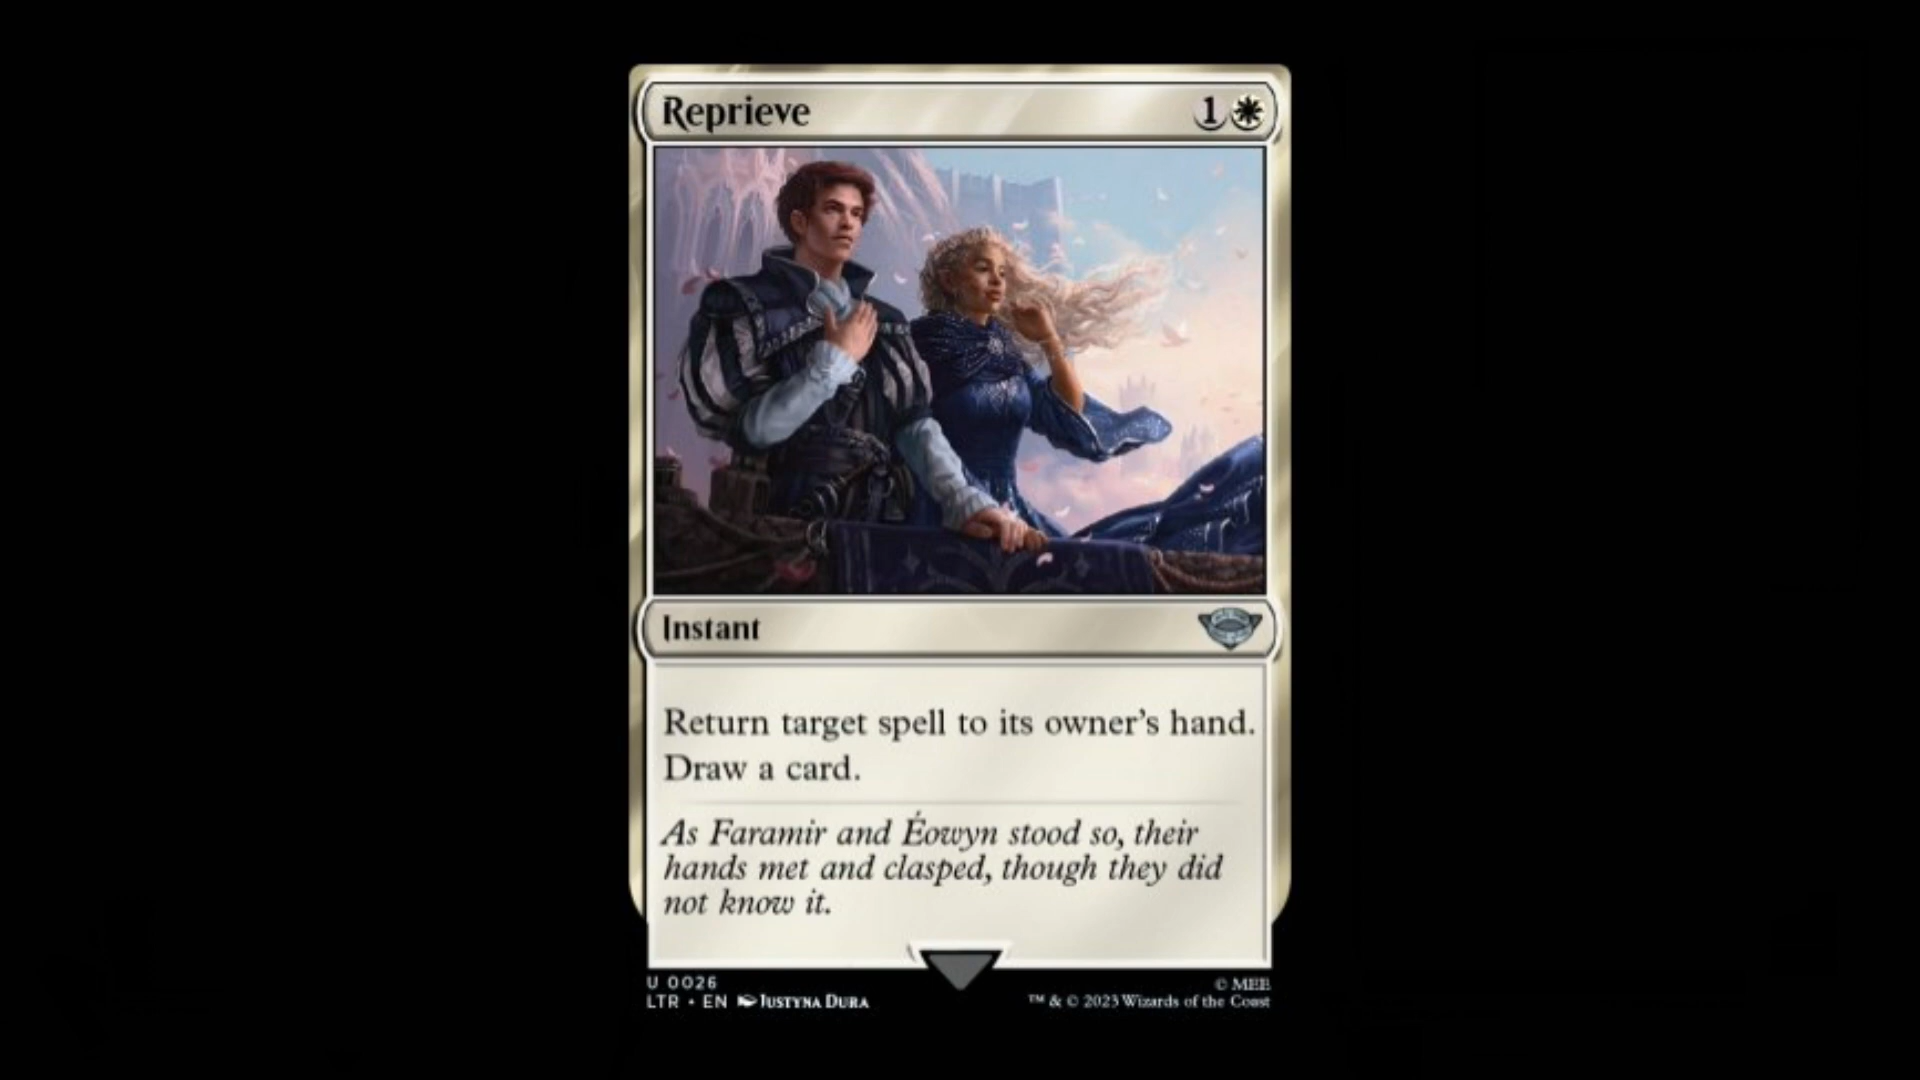 Reprieve 1
Instant
Return target spell to its owner's hand.
Draw a card.
As Faramir and Éowyn stood so, their
hands met and clasped, though they did
not know it.
U 0026
LTR • EN Justyna Dura
© MEE
™ & © 2023 Wizards of the Coast